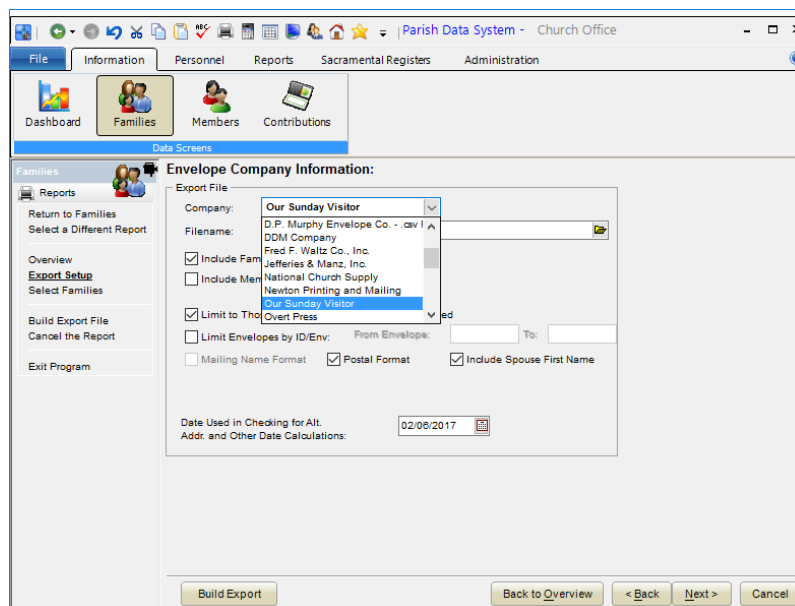 ABC
Parish Data System - Church Office
File Information Personnel Reports Sacramental Registers Administration
Dashboard Families Members Contributions
Data Screens
Families
Reports
Return to Families
Select a Different Report
Overview
Export Setup
Select Families
Build Export File
Cancel the Report
Exit Program
Envelope Company Information:
Export File
Company: Our Sunday Visitor
D.P. Murphy Envelope Co. - .csv
Filename:
DDM Company
Fred F. Waltz Co., Inc.
Include Fam
Jefferies & Manz, Inc.
Include Mem
National Church Supply
Newton Printing and Mailing
Our Sunday Visitor
Limit to Tho ed
Overt Press
Limit Envelopes by ID/Env: From Envelope: To:
Mailing Name Format Postal Format Include Spouse First Name
Date Used in Checking for Alt.
Addr. and Other Date Calculations: 02/06/2017
Build Export Back to Overview < Back Next > Cancel